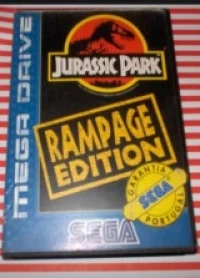 MEGA DRIVE
JURASSIC PARK
RAMPAGE
EDITION
GARANTIA
SEGA
PORTUGAL
SEGA